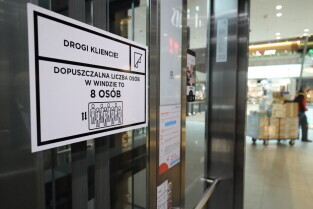 DROGI KLIENCIE!
DOPUSZCZALNA LICZBA OSÓB
W WINDZIE TO
8 OSÓB